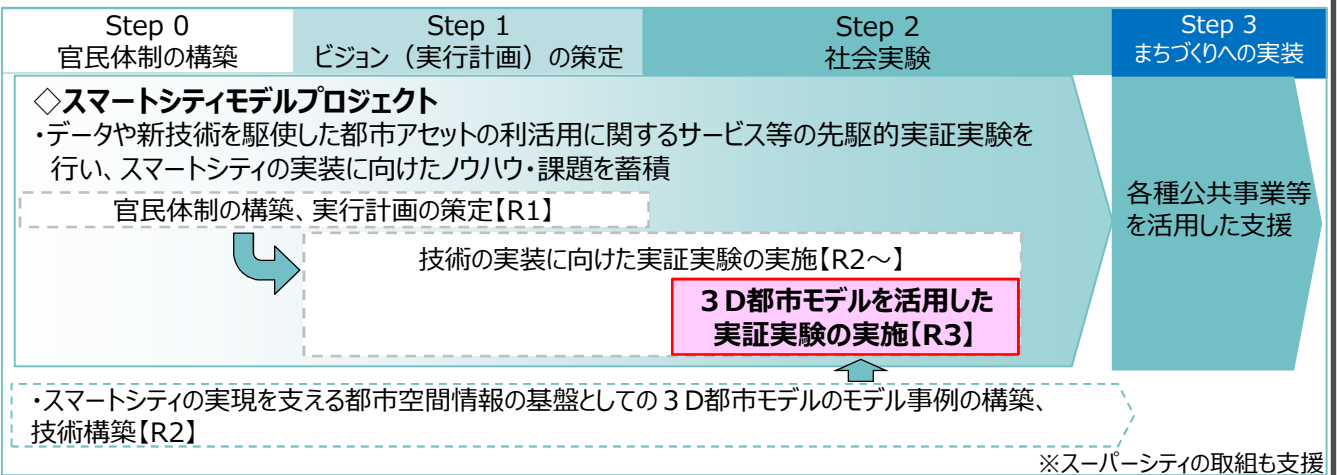 Step 0
官民体制の構築
Step 1
ビジョン（実行計画）の策定
Step 2
社会実験
Step 3
まちづくりへの実装
◇スマートシティモデルプロジェクト
・データや新技術を駆使した都市アセットの利活用に関するサービス等の先駆的実証実験を
行い、スマートシティの実装に向けたノウハウ・課題を蓄積
官民体制の構築、実行計画の策定【R1】
技術の実装に向けた実証実験の実施【R2～】
３D都市モデルを活用した
実証実験の実施【R3】
各種公共事業等
を活用した支援
・スマートシティの実現を支える都市空間情報の基盤としての３D都市モデルのモデル事例の構築、
技術構築【R2】
※スーパーシティの取組も支援